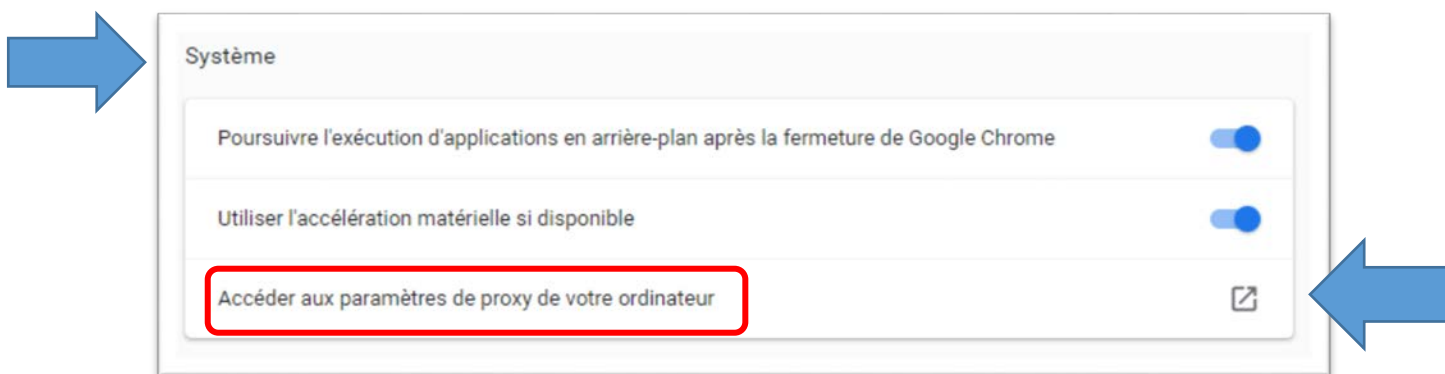 Système
Poursuivre l'exécution d'applications en arrière-plan après la fermeture de Google Chrome
Utiliser l'accélération matérielle si disponible
Accéder aux paramètres de proxy de votre ordinateur